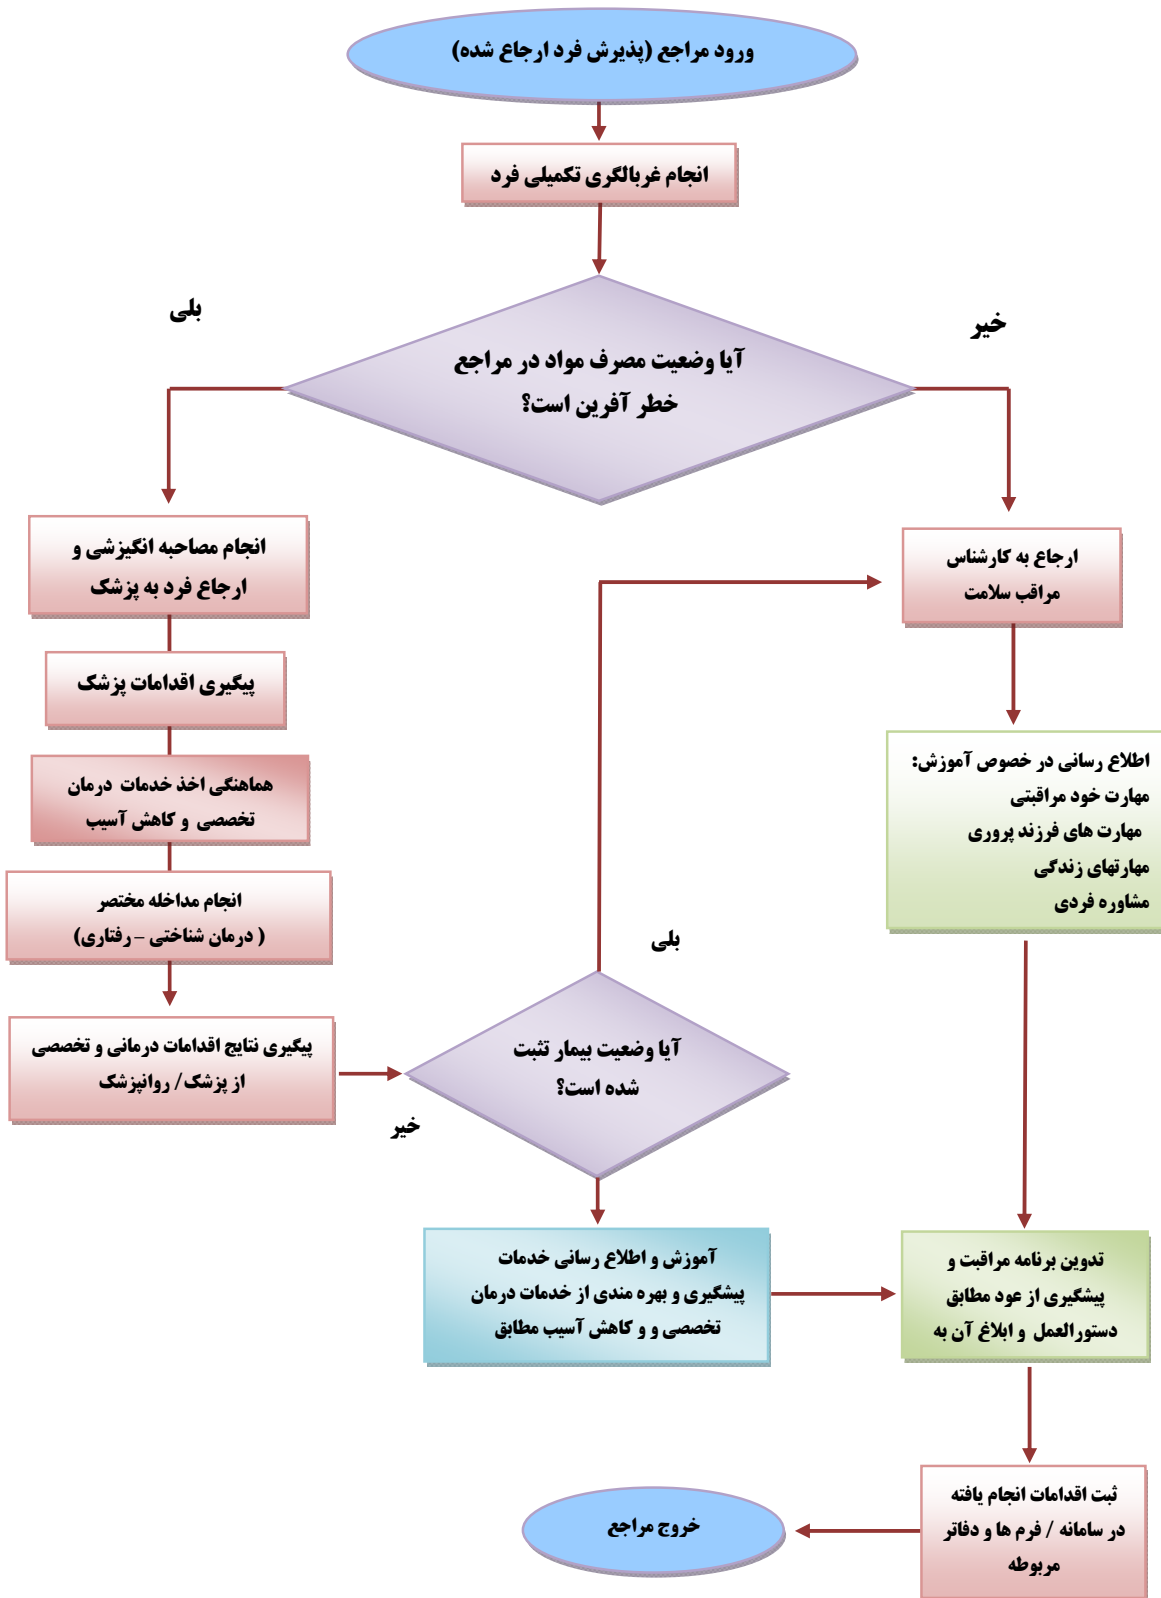 ورود مراجع (پذیرش فرد ارجاع شده)
انجام غربالگری تکمیلی فرد
بلی
خیر
آیا وضعیت مصرف مواد در مراجع
خطر آفرین است؟
انجام مصاحبه انگیزشی و
ارجاع فرد به پزشک
ارجاع به کارشناس
مراقب سلامت
پیگیری اقدامات پزشک
هماهنگی اخذ خدمات درمان
تخصصی و کاهش آسیب
اطلاع رسانی در خصوص آموزش:
مهارت خود مراقبتی
مهارت های فرزند پروری
مهارتهای زندگی
مشاوره فردی
انجام مداخله مختصر
( درمان شناختی – رفتاری)
بلی
پیگیری نتایج اقدامات درمانی و تخصصی
از پزشک/ روانپزشک
آیا وضعیت بیمار تثبت
شده است؟
خیر
آموزش و اطلاع رسانی خدمات
پیشگیری و بهره مندی از خدمات درمان
تخصصی و و کاهش آسیب مطابق
تدوین برنامه مراقبت و
پیشگیری از عود مطابق
دستورالعمل و ابلاغ آن به
ثبت اقدامات انجام یافته
در سامانه / فرم ها و دفاتر
مربوطه
خروج مراجع